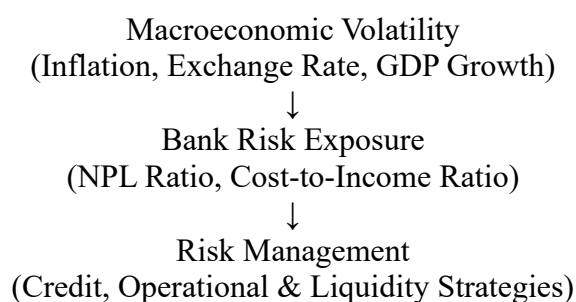 Macroeconomic Volatility
(Inflation, Exchange Rate, GDP Growth)
↓
Bank Risk Exposure
(NPL Ratio, Cost-to-Income Ratio)
↓
Risk Management
(Credit, Operational & Liquidity Strategies)